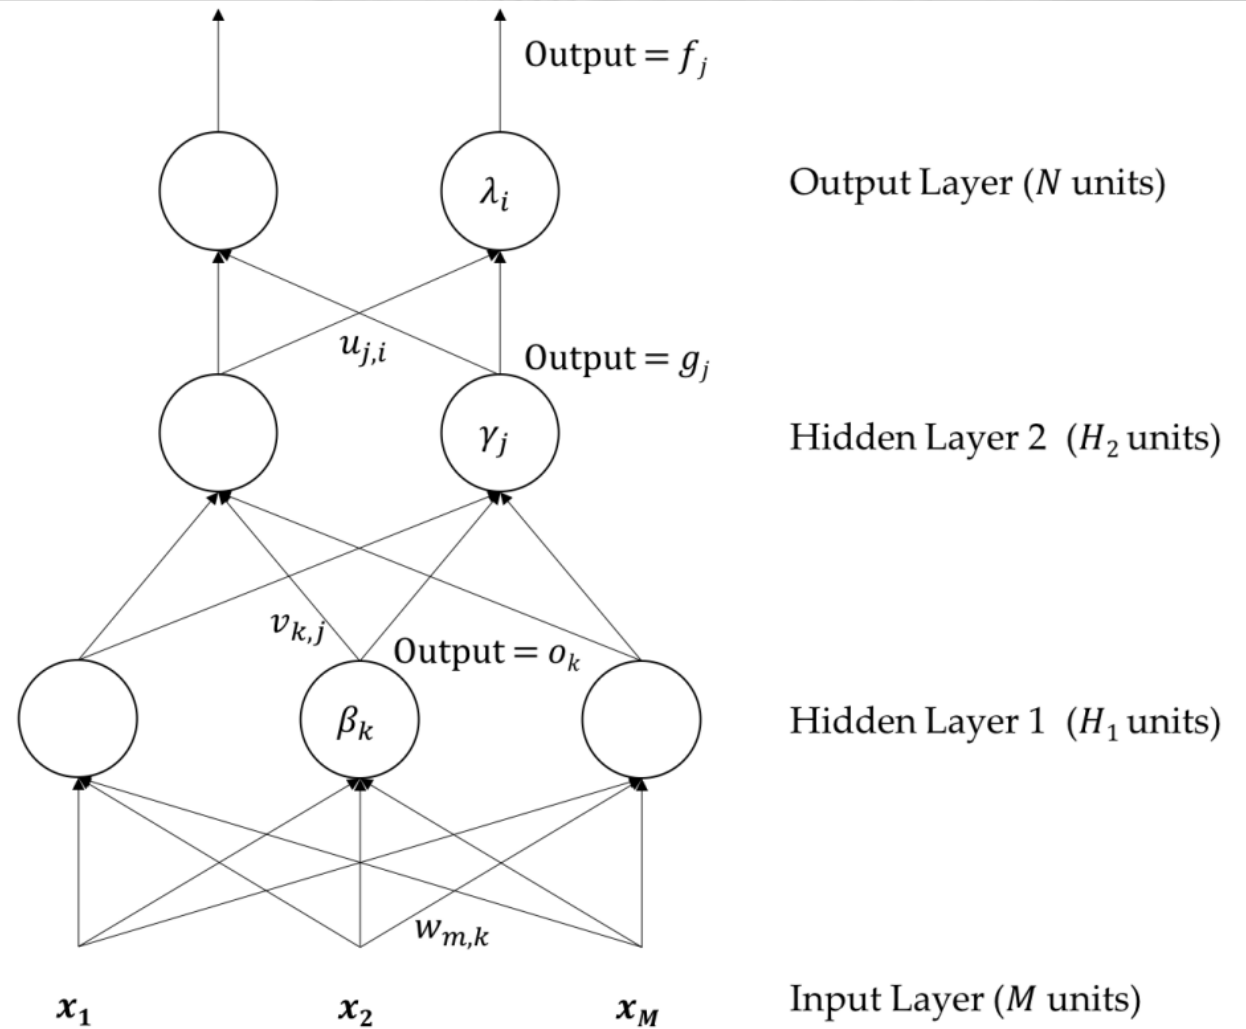 Output = f_j
λ_i
Output Layer (N units)
u_{j,i}
Output = g_j
γ_j
Hidden Layer 2 (H_2 units)
v_{k,j}
Output = o_k
β_k
Hidden Layer 1 (H_1 units)
w_{m,k}
x_1 x_2 x_M Input Layer (M units)